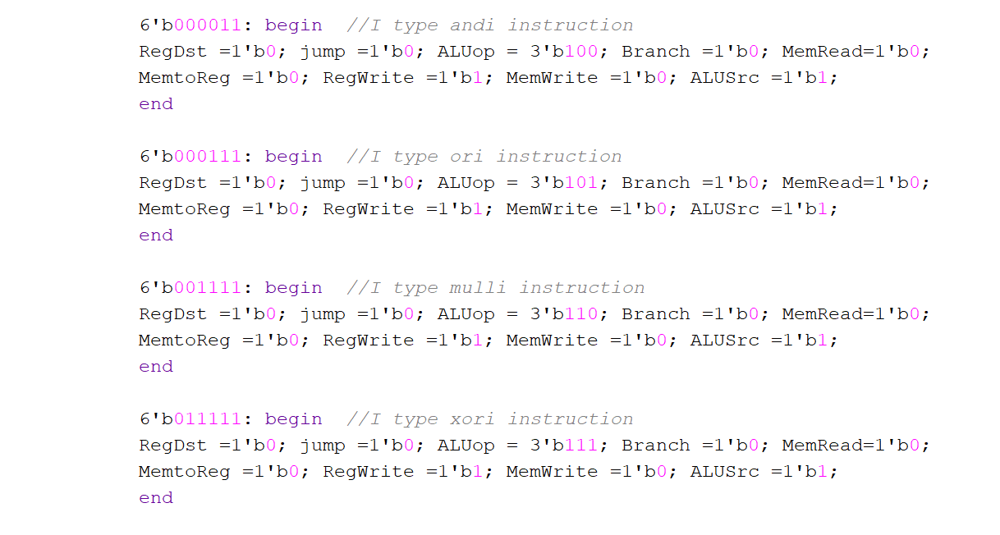 6'b000011: begin  //I type andi instruction
RegDst =1'b0; jump =1'b0; ALUop = 3'b100; Branch =1'b0; MemRead=1'b0;
MemtoReg =1'b0; RegWrite =1'b1; MemWrite =1'b0; ALUSrc =1'b1;
end
6'b000111: begin  //I type ori instruction
RegDst =1'b0; jump =1'b0; ALUop = 3'b101; Branch =1'b0; MemRead=1'b0;
MemtoReg =1'b0; RegWrite =1'b1; MemWrite =1'b0; ALUSrc =1'b1;
end
6'b001111: begin  //I type mulli instruction
RegDst =1'b0; jump =1'b0; ALUop = 3'b110; Branch =1'b0; MemRead=1'b0;
MemtoReg =1'b0; RegWrite =1'b1; MemWrite =1'b0; ALUSrc =1'b1;
end
6'b011111: begin  //I type xori instruction
RegDst =1'b0; jump =1'b0; ALUop = 3'b111; Branch =1'b0; MemRead=1'b0;
MemtoReg =1'b0; RegWrite =1'b1; MemWrite =1'b0; ALUSrc =1'b1;
end